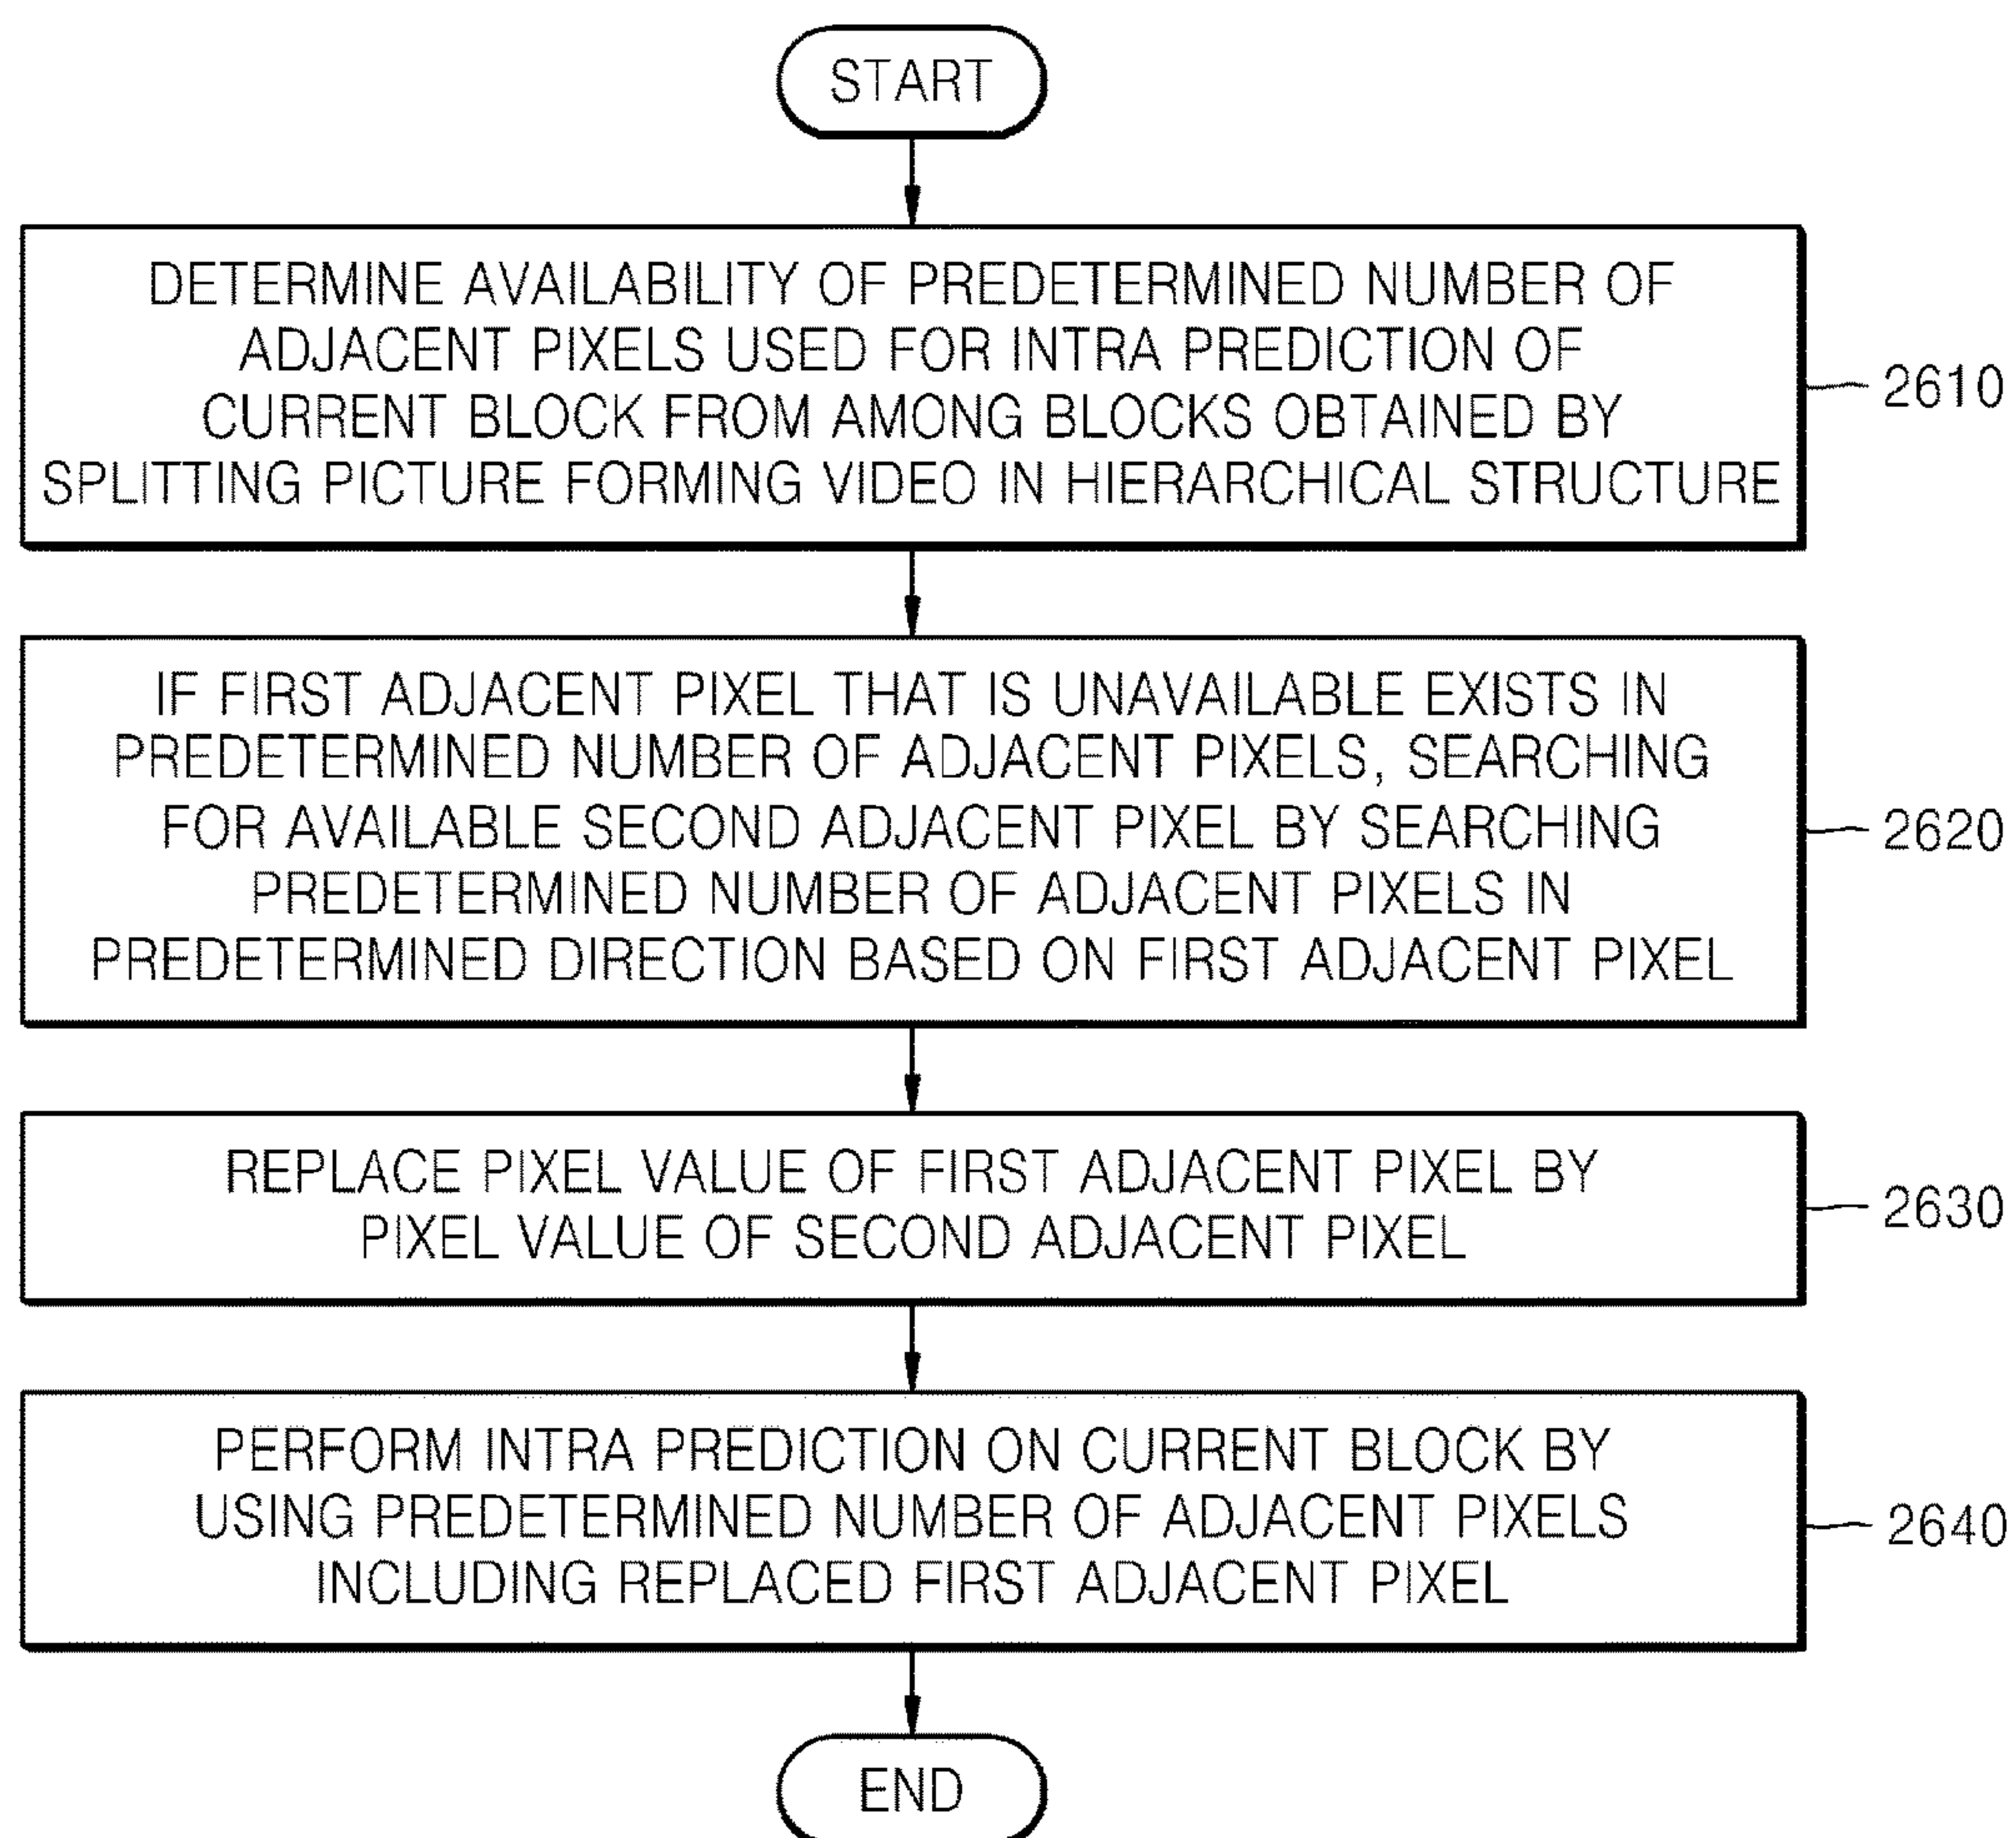 START
DETERMINE AVAILABILITY OF PREDETERMINED NUMBER OF
ADJACENT PIXELS USED FOR INTRA PREDICTION OF
CURRENT BLOCK FROM AMONG BLOCKS OBTAINED BY
SPLITTING PICTURE FORMING VIDEO IN HIERARCHICAL STRUCTURE
2610
IF FIRST ADJACENT PIXEL THAT IS UNAVAILABLE EXISTS IN
PREDETERMINED NUMBER OF ADJACENT PIXELS, SEARCHING
FOR AVAILABLE SECOND ADJACENT PIXEL BY SEARCHING
PREDETERMINED NUMBER OF ADJACENT PIXELS IN
PREDETERMINED DIRECTION BASED ON FIRST ADJACENT PIXEL
2620
REPLACE PIXEL VALUE OF FIRST ADJACENT PIXEL BY
PIXEL VALUE OF SECOND ADJACENT PIXEL
2630
PERFORM INTRA PREDICTION ON CURRENT BLOCK BY
USING PREDETERMINED NUMBER OF ADJACENT PIXELS
INCLUDING REPLACED FIRST ADJACENT PIXEL
2640
END